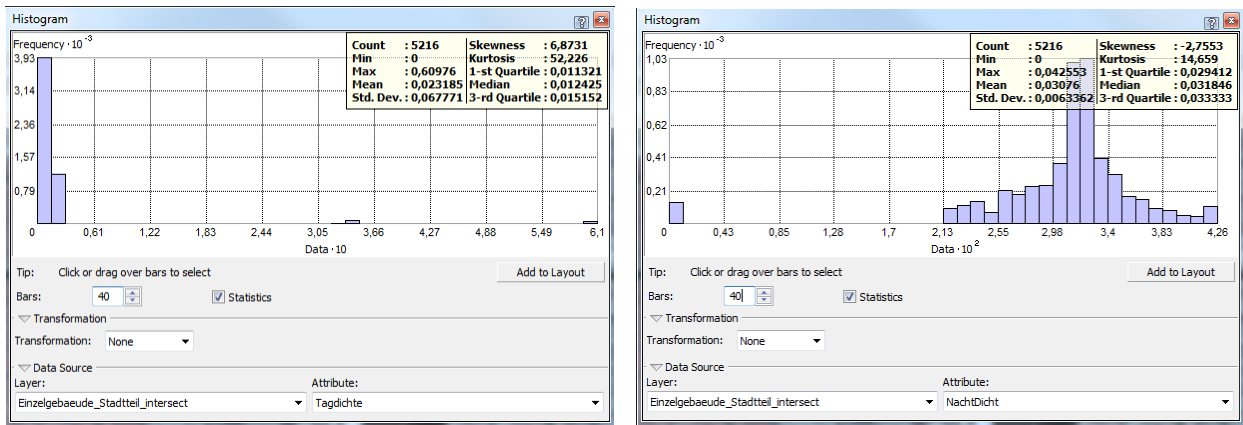 Histogram
Frequency · 10 -3
3,93
3,14
2,36
1,57
0,79
0 0,61 1,22 1,83 2,44 3,05 3,66 4,27 4,88 5,49 6,1
Data · 10
Count : 5216 Skewness : 6,8731
Min : 0 Kurtosis : 52,226
Max : 0,60976 1-st Quartile : 0,011321
Mean : 0,023185 Median : 0,012425
Std. Dev. : 0,067771 3-rd Quartile : 0,015152
Tip: Click or drag over bars to select Add to Layout
Bars: 40 Statistics
Transformation
Transformation: None
Data Source
Layer: Attribute:
Einzelgebaeude_Stadtteil_intersect Tagdichte
Histogram
Frequency · 10 -3
1,03
0,83
0,62
0,41
0,21
0 0,43 0,85 1,28 1,7 2,13 2,55 2,98 3,4 3,83 4,26
Data · 10 2
Count : 5216 Skewness : -2,7553
Min : 0 Kurtosis : 14,659
Max : 0,042553 1-st Quartile : 0,029412
Mean : 0,03076 Median : 0,031846
Std. Dev. : 0,0063362 3-rd Quartile : 0,033333
Tip: Click or drag over bars to select Add to Layout
Bars: 40 Statistics
Transformation
Transformation: None
Data Source
Layer: Attribute:
Einzelgebaeude_Stadtteil_intersect NachtDicht